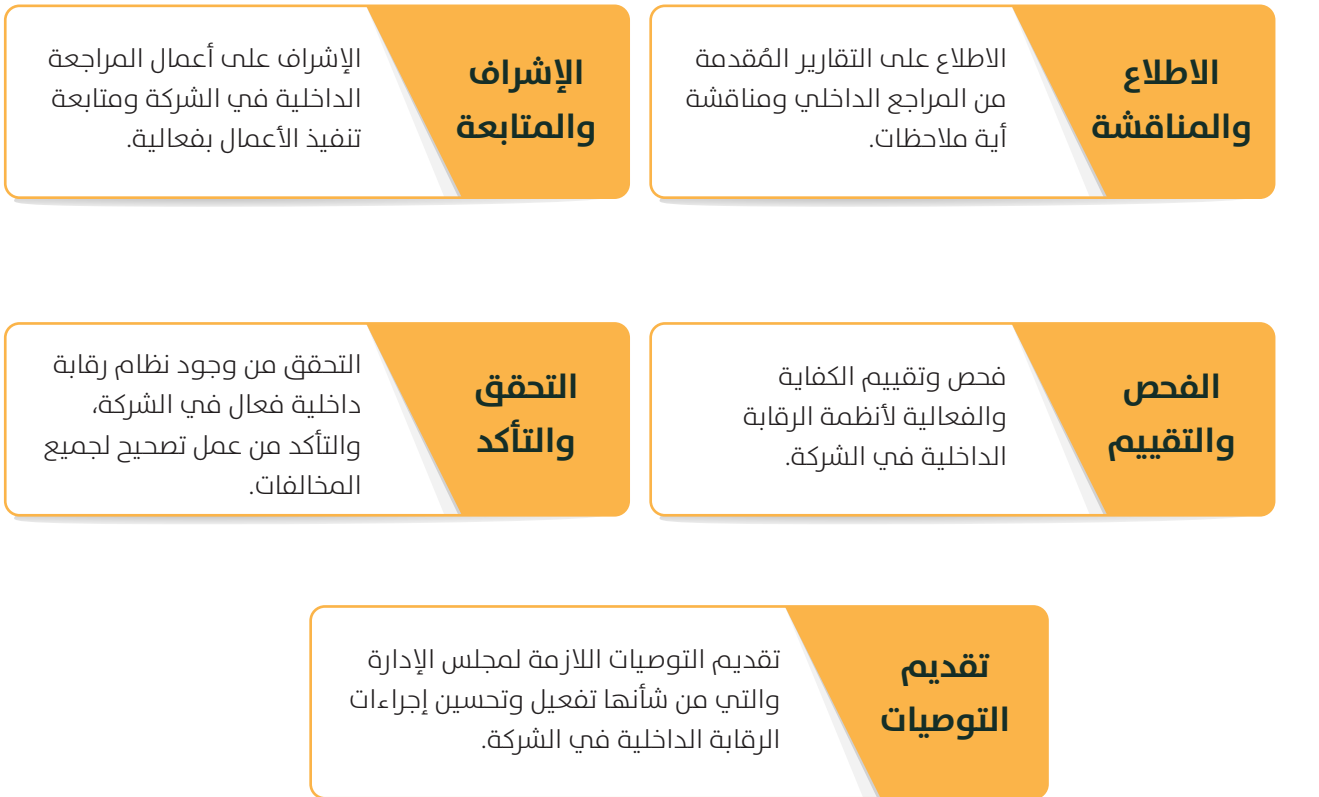 الاطلاع
والمناقشة
الاطلاع على التقارير المُقدمة
من المراجع الداخلي ومناقشة
أية ملاحظات.
الإشراف
والمتابعة
الإشراف على أعمال المراجعة
الداخلية في الشركة ومتابعة
تنفيذ الأعمال بفعالية.
الفحص
والتقييم
فحص وتقييم الكفاية
والفعالية لأنظمة الرقابة
الداخلية في الشركة.
التحقق
والتأكد
التحقق من وجود نظام رقابة
داخلية فعال في الشركة،
والتأكد من عمل تصحيح لجميع
المخالفات.
تقديم
التوصيات
تقديم التوصيات اللازمة لمجلس الإدارة
والتي من شأنها تفعيل وتحسين إجراءات
الرقابة الداخلية في الشركة.